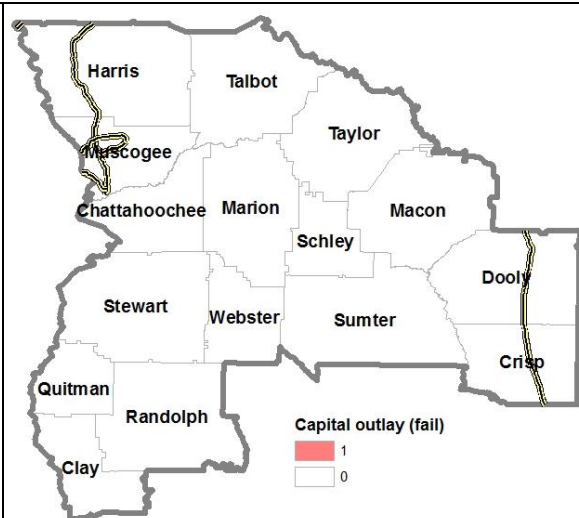 Harris
Talbot
Taylor
Muscogee
Chattahoochee
Marion
Macon
Schley
Dooly
Stewart
Webster
Sumter
Crisp
Quitman
Randolph
Clay
Capital outlay (fail)
1
0